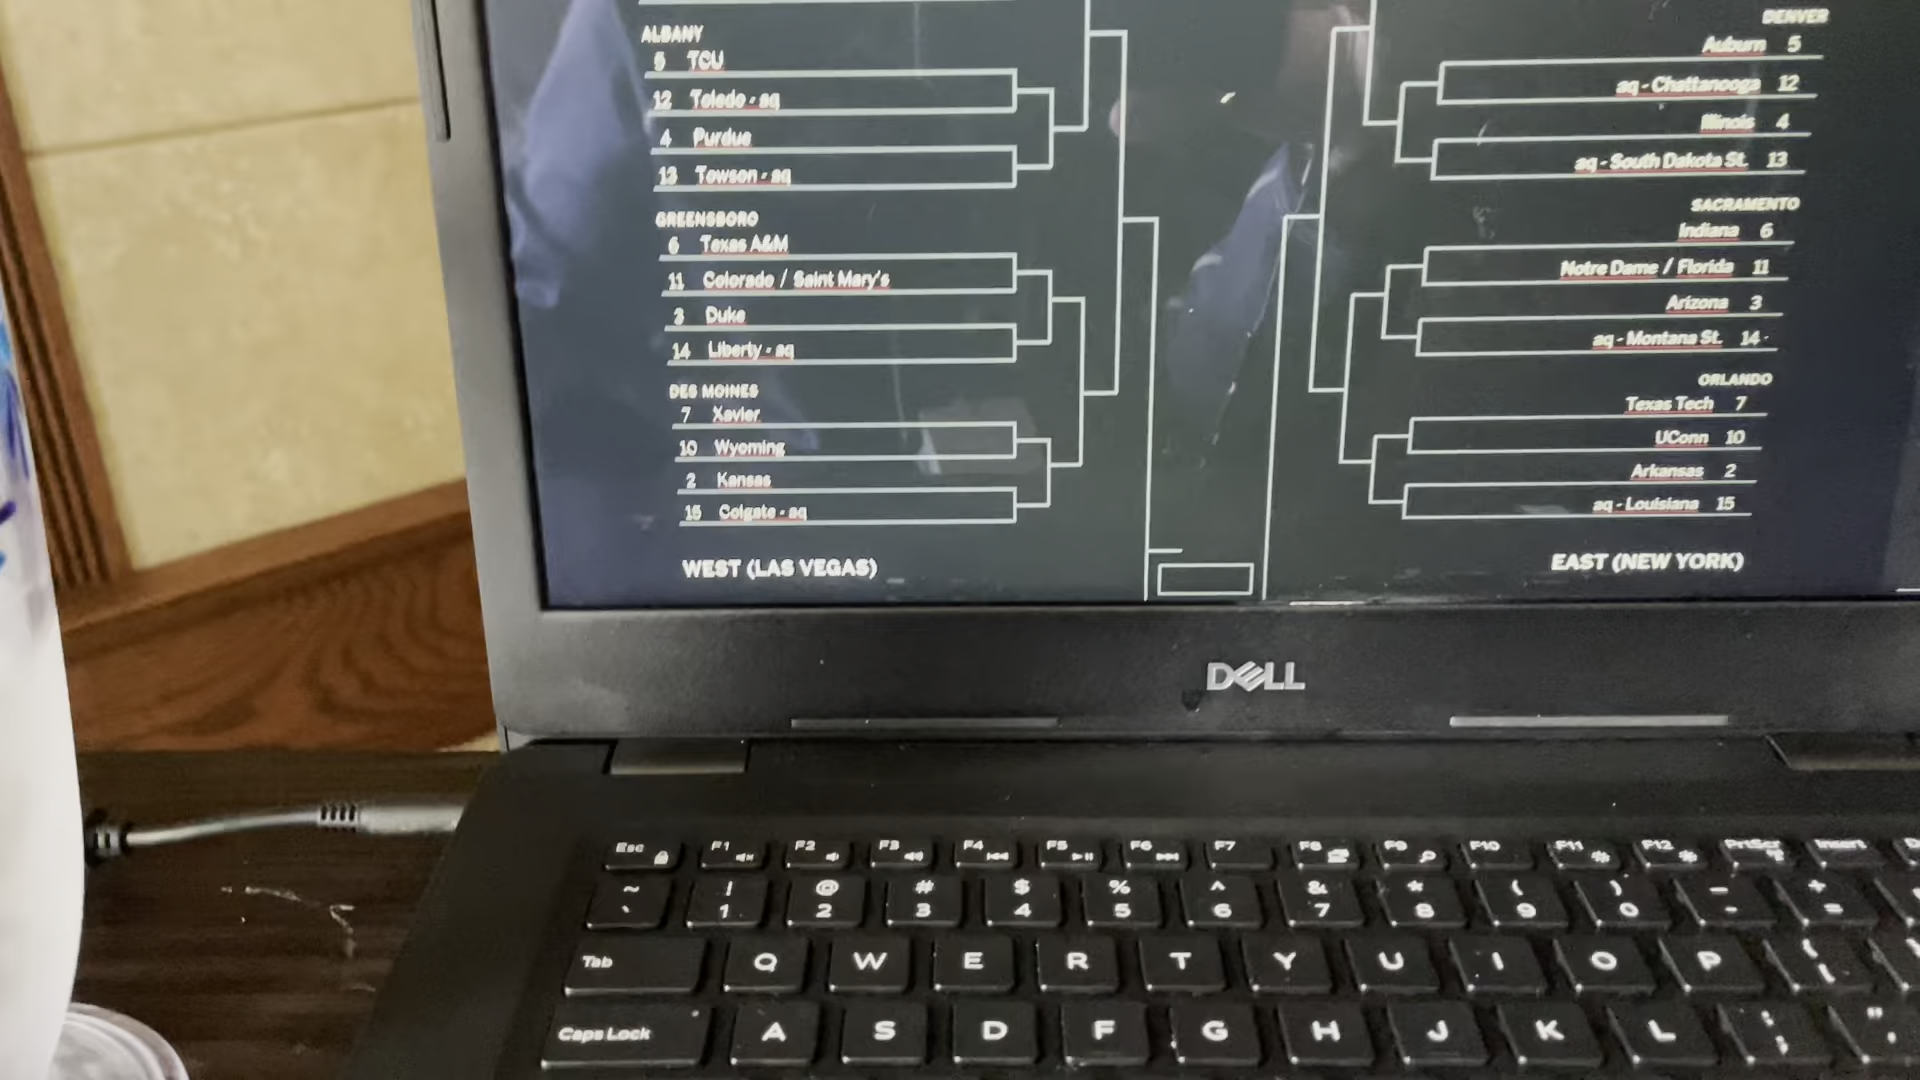 ALBANY
5 TCU
12 Toledo - aq
4 Purdue
13 Towson - aq
GREENSBORO
6 Texas A&M
11 Colorado / Saint Mary's
3 Duke
14 Liberty - aq
DES MOINES
7 Xavier
10 Wyoming
2 Kansas
15 Colgate - aq
WEST (LAS VEGAS)
DENVER
Auburn 5
aq - Chattanooga 12
Illinois 4
aq - South Dakota St. 13
SACRAMENTO
Indiana 6
Notre Dame / Florida 11
Arizona 3
aq - Montana St. 14
ORLANDO
Texas Tech 7
UConn 10
Arkansas 2
aq - Louisiana 15
EAST (NEW YORK)
DELL
Esc F1 F2 F3 F4 F5 F6 F7 F8 F9 F10 F11 F12 PrtScr Insert
~ ! @ # $ % ^ & * ( ) _ +
` 1 2 3 4 5 6 7 8 9 0 - =
Tab Q W E R T Y U I O P { [
Caps Lock A S D F G H J K L : ; " '